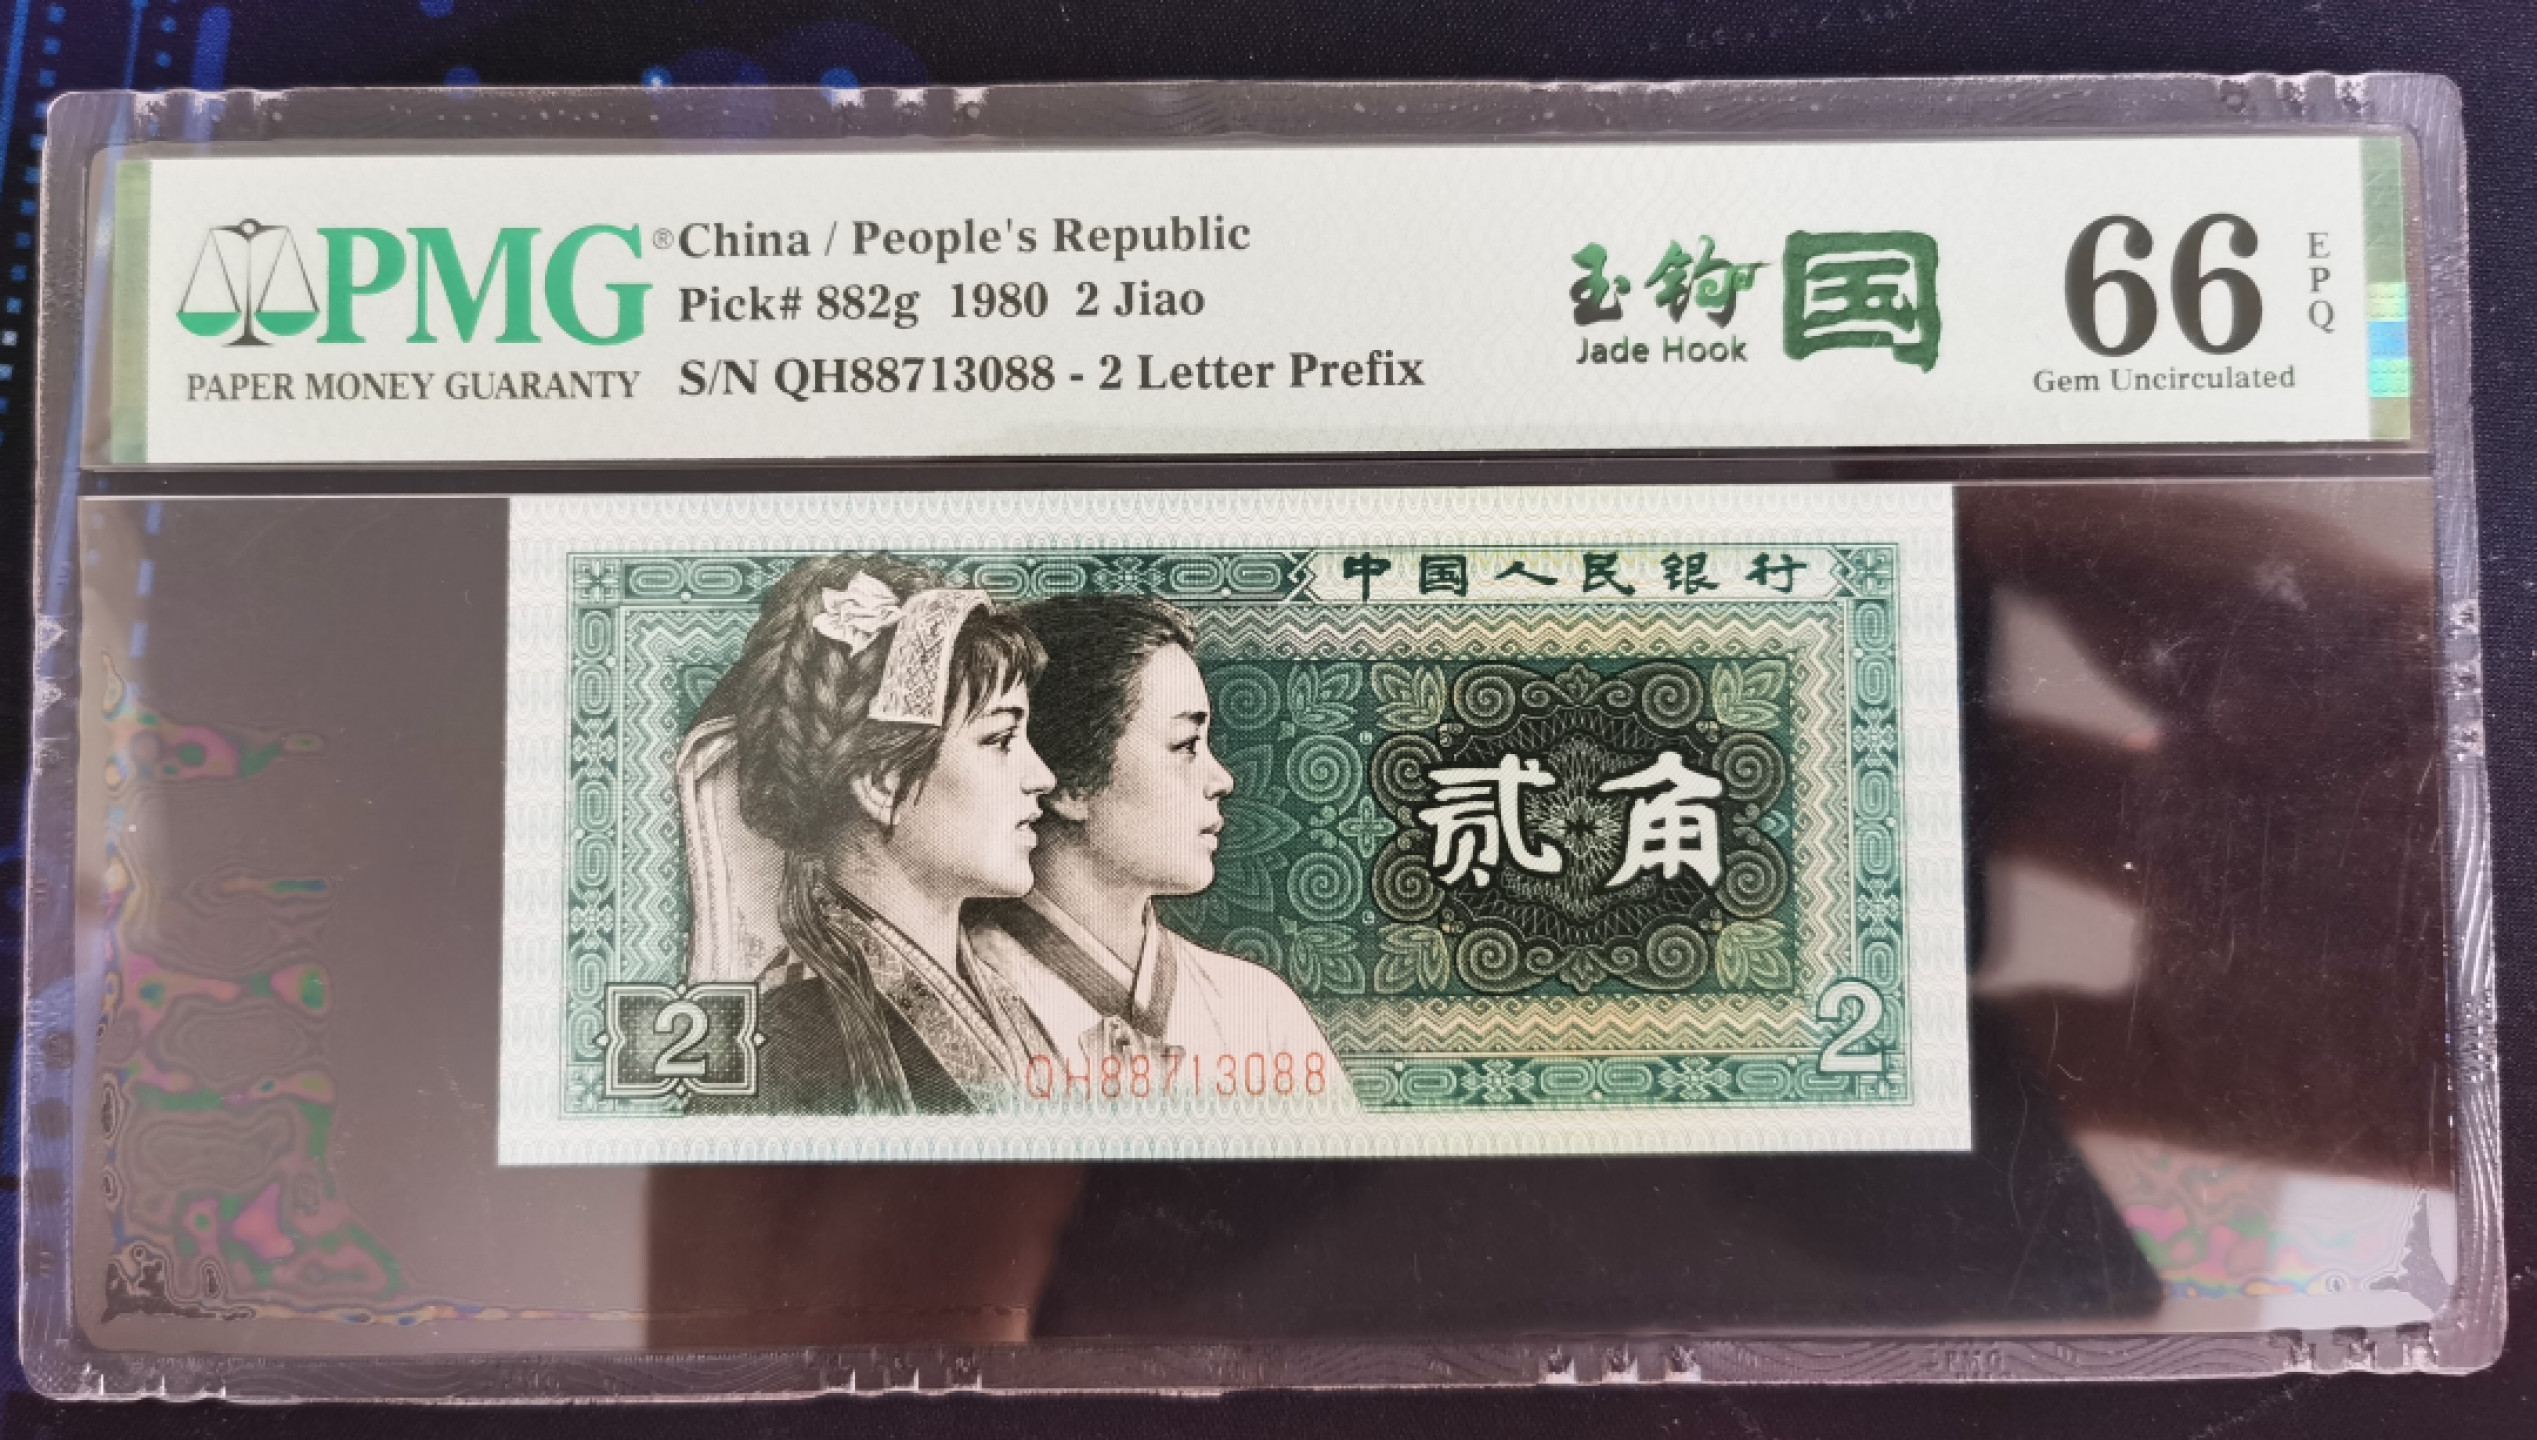 PMG®
PAPER MONEY GUARANTY
China / People's Republic
Pick# 882g 1980 2 Jiao
S/N QH88713088 - 2 Letter Prefix
玉钩
Jade Hook
国
66
EPQ
Gem Uncirculated
中国人民银行
贰角
2
2
QH88713088
PMG